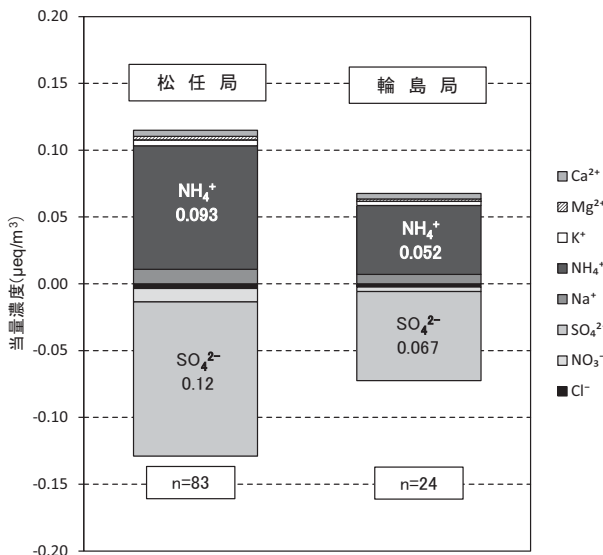 当量濃度(μeq/m³)
0.20
0.15
0.10
0.05
0.00
-0.05
-0.10
-0.15
-0.20
松任局
輪島局
NH₄⁺
0.093
NH₄⁺
0.052
SO₄²⁻
0.12
SO₄²⁻
0.067
n=83
n=24
Ca²⁺
Mg²⁺
K⁺
NH₄⁺
Na⁺
SO₄²⁻
NO₃⁻
Cl⁻